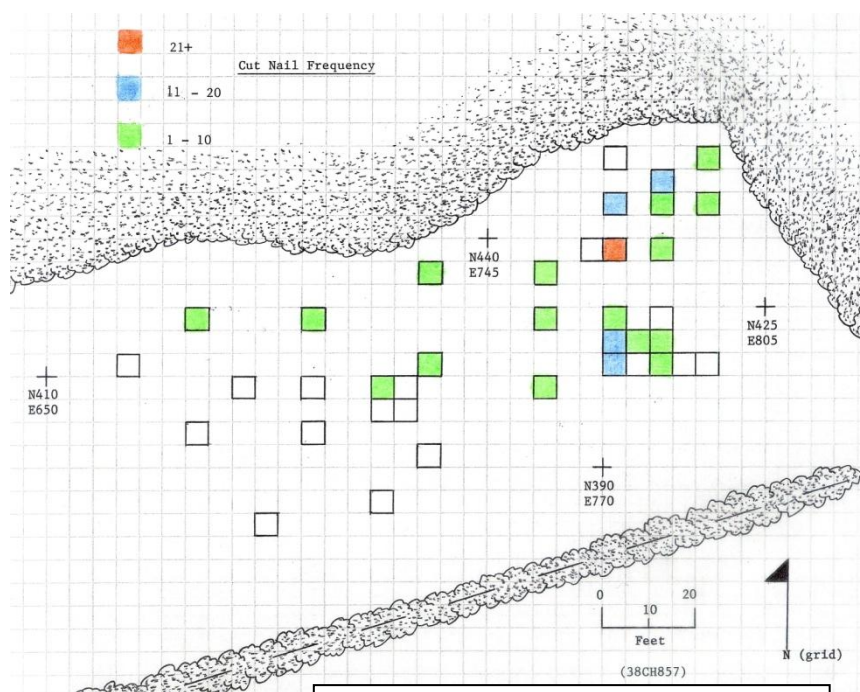 21+
Cut Nail Frequency
11 - 20
1 - 10
N440
E745
N425
E805
N410
E650
N390
E770
0 20
10
Feet
N (grid)
(38CH857)